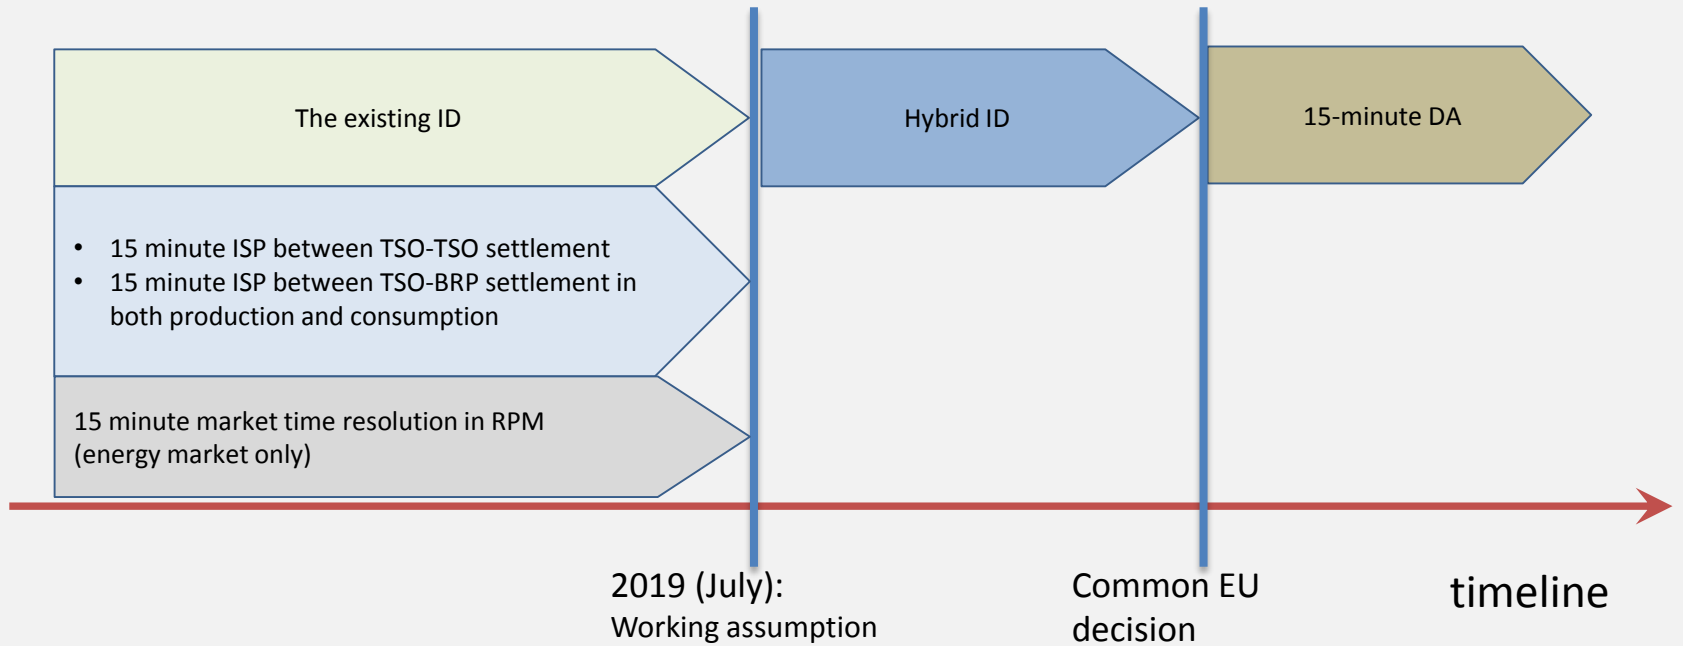 The existing ID
Hybrid ID
15-minute DA
• 15 minute ISP between TSO-TSO settlement
• 15 minute ISP between TSO-BRP settlement in
both production and consumption
15 minute market time resolution in RPM
(energy market only)
2019 (July):
Working assumption
Common EU
decision
timeline